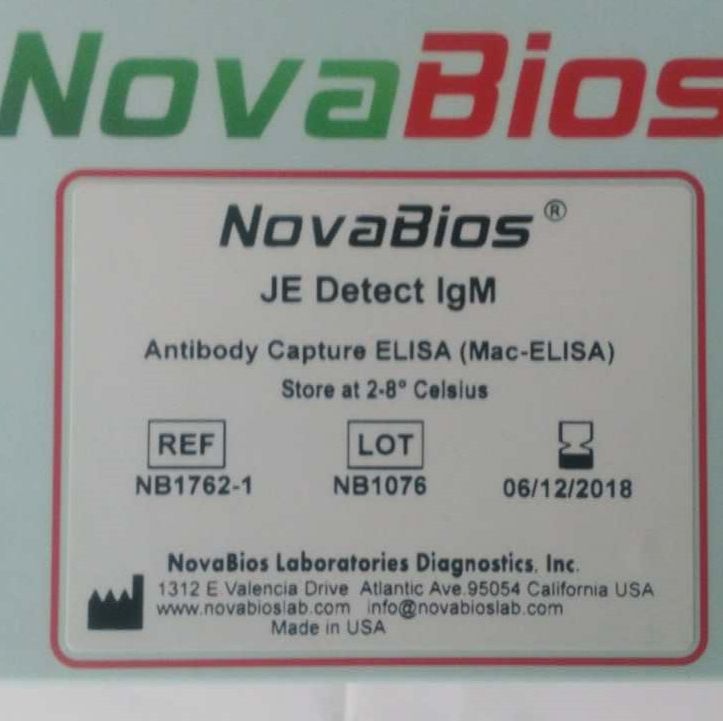 NovaBios
NovaBios®
JE Detect IgM
Antibody Capture ELISA (Mac-ELISA)
Store at 2-8° Celsius
REF LOT
NB1762-1 NB1076 06/12/2018
NovaBios Laboratories Diagnostics, Inc.
1312 E Valencia Drive Atlantic Ave.95054 California USA
www.novabioslab.com info@novabioslab.com
Made in USA